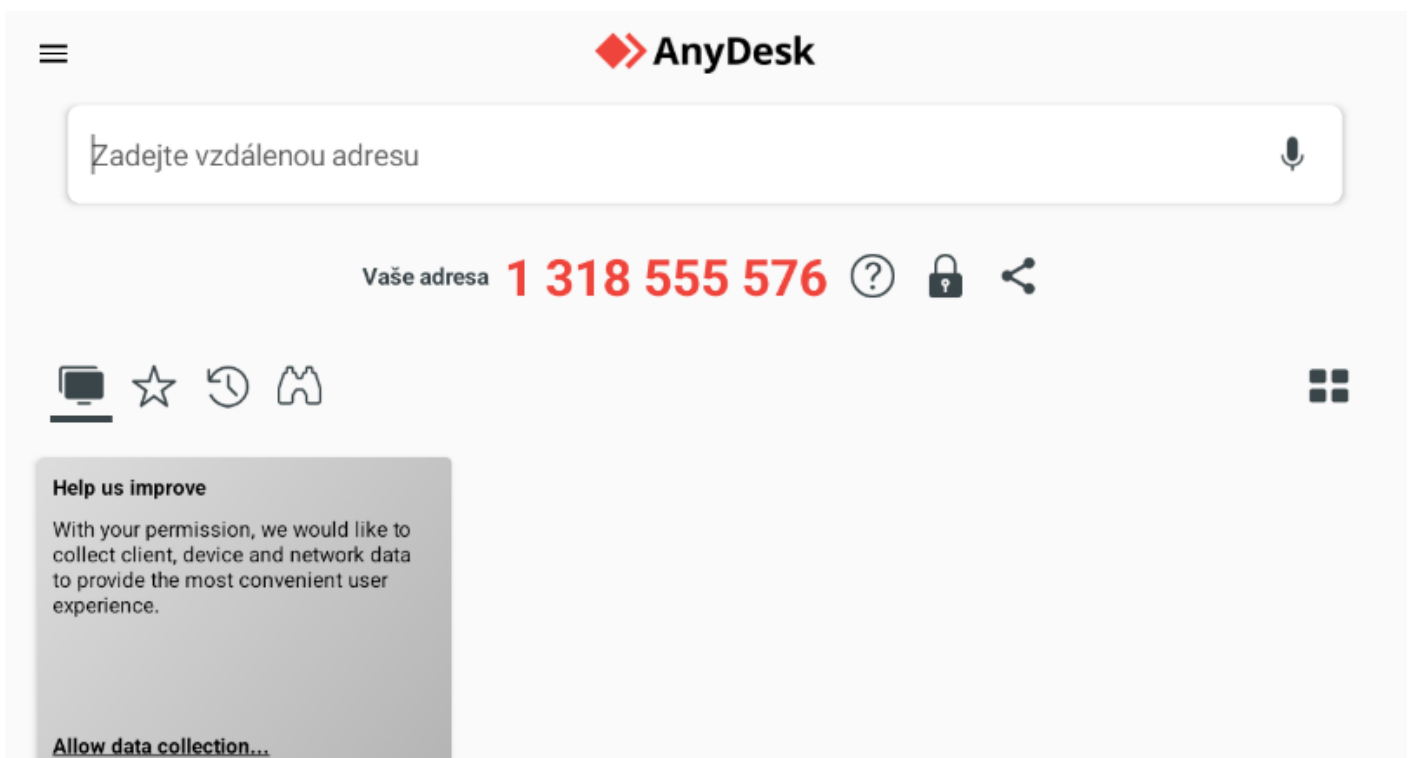 AnyDesk
Zadejte vzdálenou adresu
Vaše adresa 1 318 555 576
Help us improve
With your permission, we would like to
collect client, device and network data
to provide the most convenient user
experience.
Allow data collection...